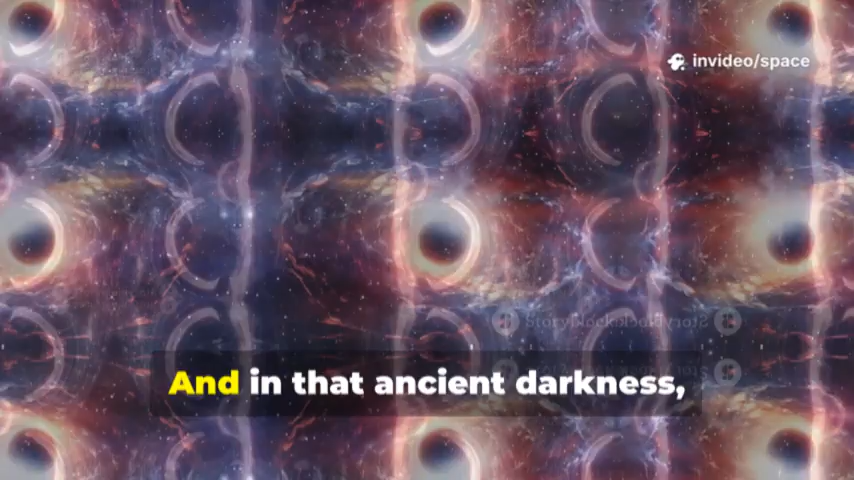 invideo/space
And in that ancient darkness,